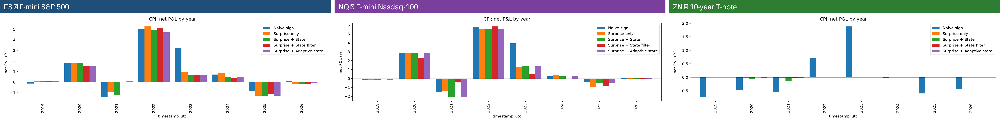 ES ☒ E-mini S&P 500
CPI: net P&L by year
net P&L (%)
5
4
3
2
1
0
−1
Naive sign
Surprise only
Surprise + State
Surprise + State filter
Surprise + Adaptive state
2019
2020
2021
2022
2023
2024
2025
2026
timestamp_utc
NQ ☒ E-mini Nasdaq-100
CPI: net P&L by year
net P&L (%)
6
5
4
3
2
1
0
−1
−2
Naive sign
Surprise only
Surprise + State
Surprise + State filter
Surprise + Adaptive state
2019
2020
2021
2022
2023
2024
2025
2026
timestamp_utc
ZN ☒ 10-year T-note
CPI: net P&L by year
net P&L (%)
2.0
1.5
1.0
0.5
0.0
−0.5
Naive sign
Surprise only
Surprise + State
Surprise + State filter
Surprise + Adaptive state
2019
2020
2021
2022
2023
2024
2025
2026
timestamp_utc